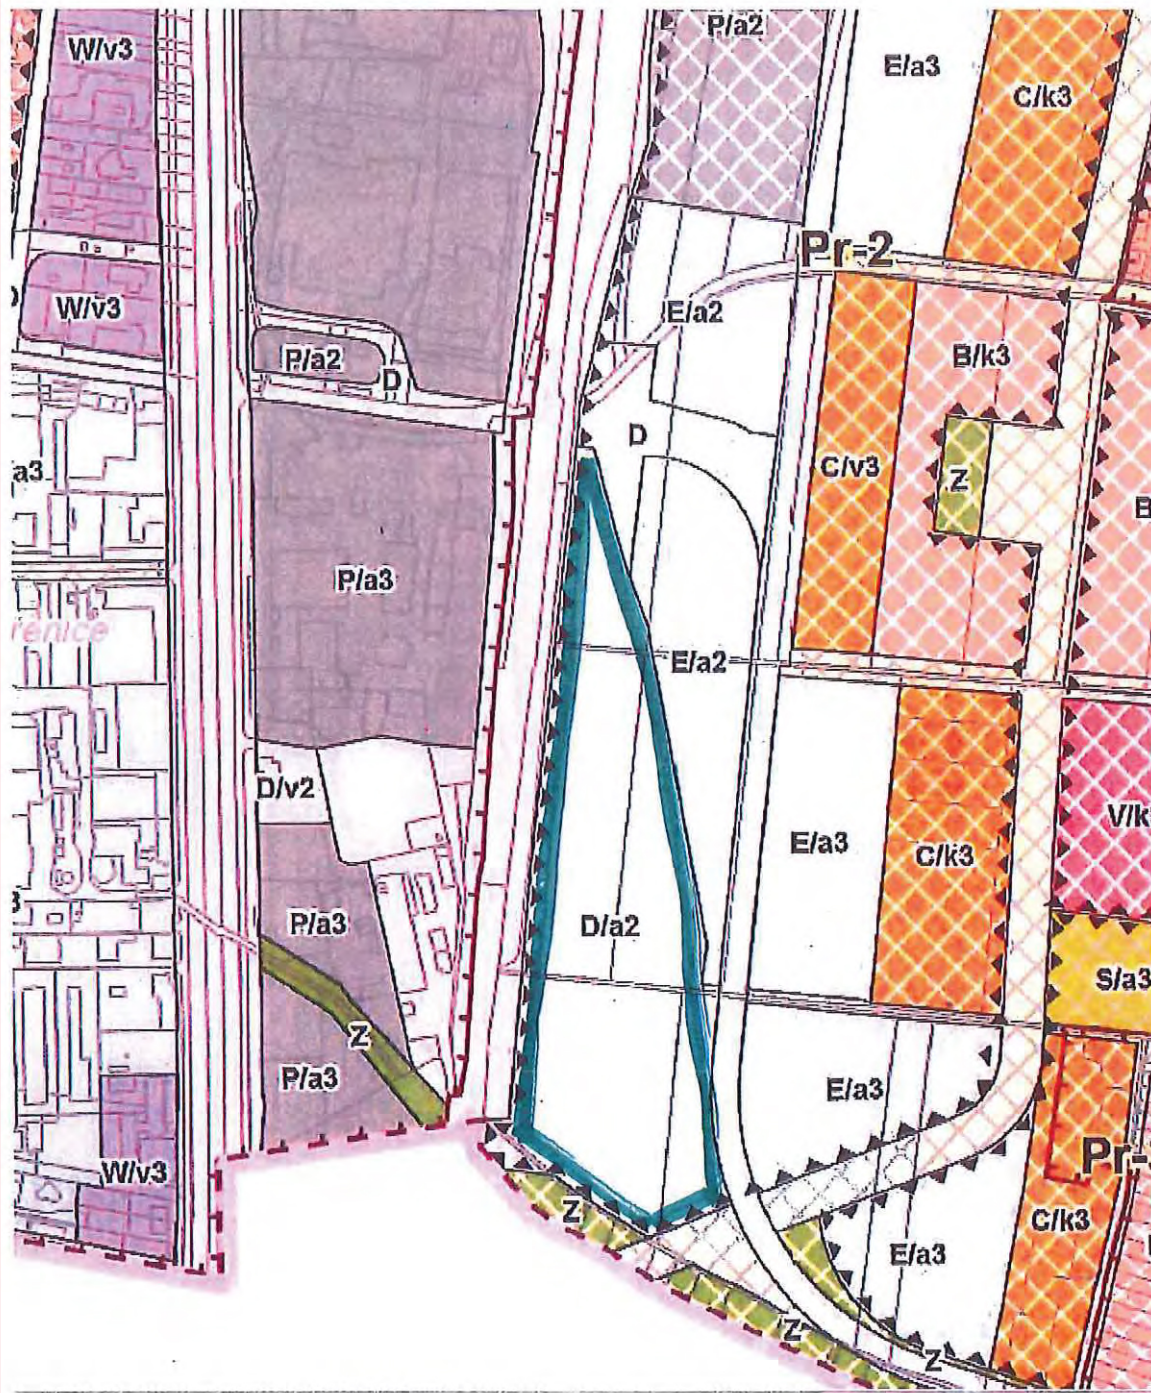 P/a2
W/v3
E/a3
C/k3
Pr-2
W/v3
E/a2
P/a2
B/k3
D
D
C/v3
a3
Z
B
P/a3
E/a2
D/v2
V/k
E/a3
C/k3
P/a3
D/a2
S/a3
Z
P/a3
E/a3
W/v3
Pr-
Z
C/k3
E/a3
Z
Z